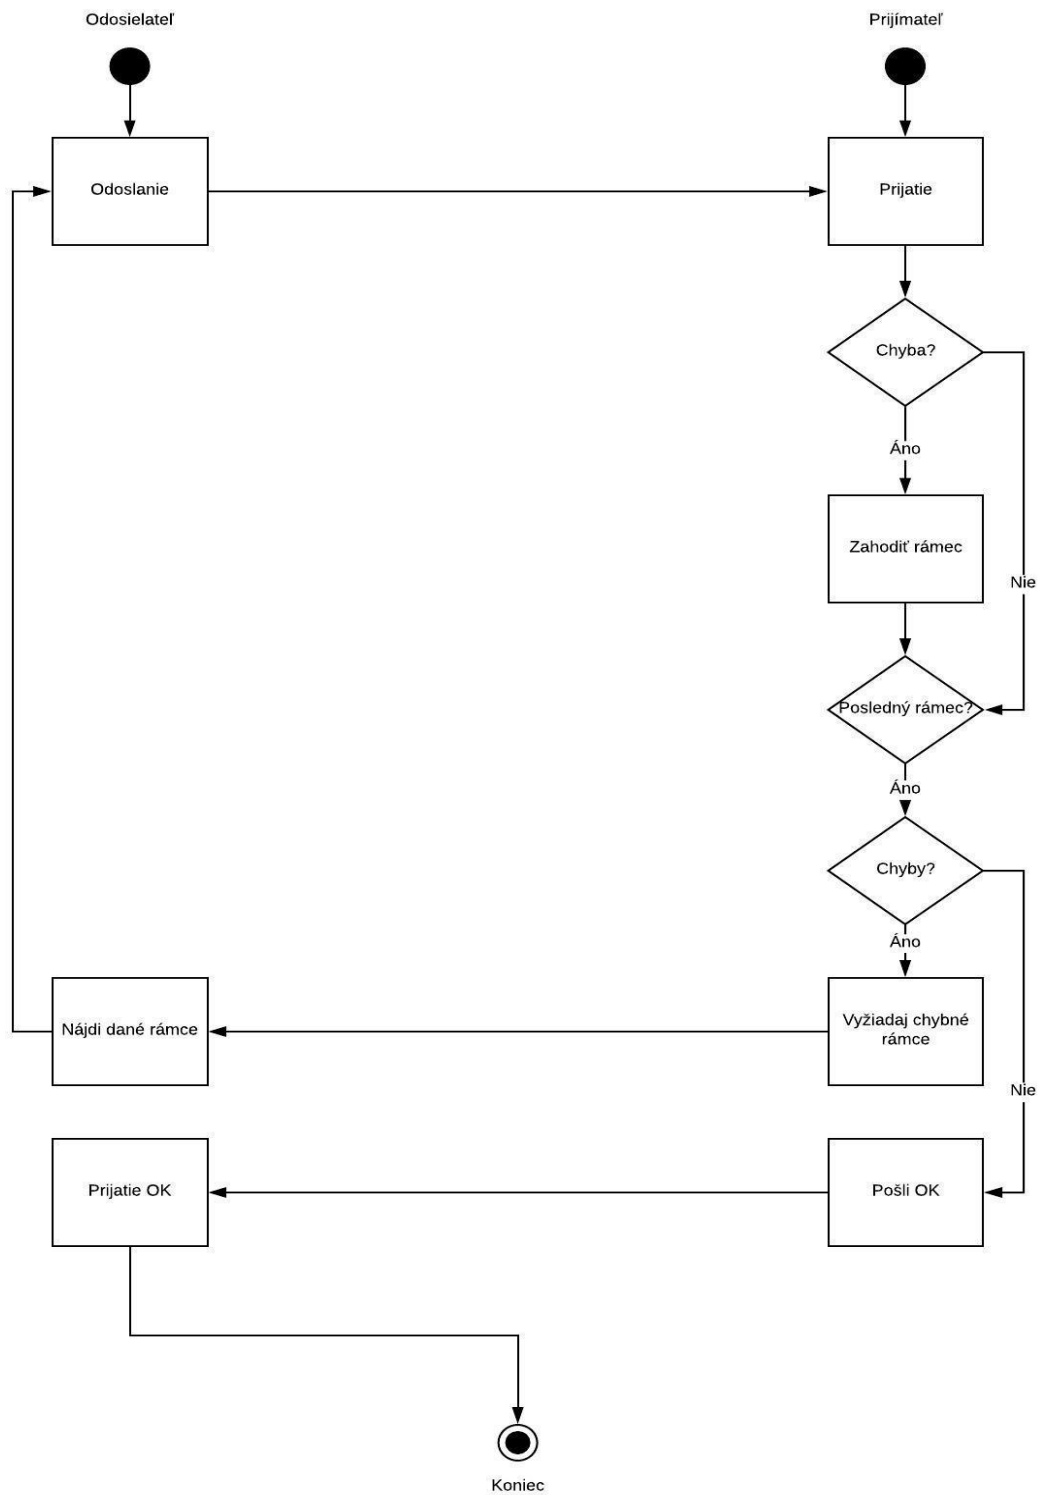 Odosielateľ
Prijímateľ
Odoslanie
Prijatie
Chyba?
Áno
Zahodiť rámec
Nie
Posledný rámec?
Áno
Chyby?
Áno
Nájdi dané rámce
Vyžiadaj chybné
rámce
Nie
Prijatie OK
Pošli OK
Koniec